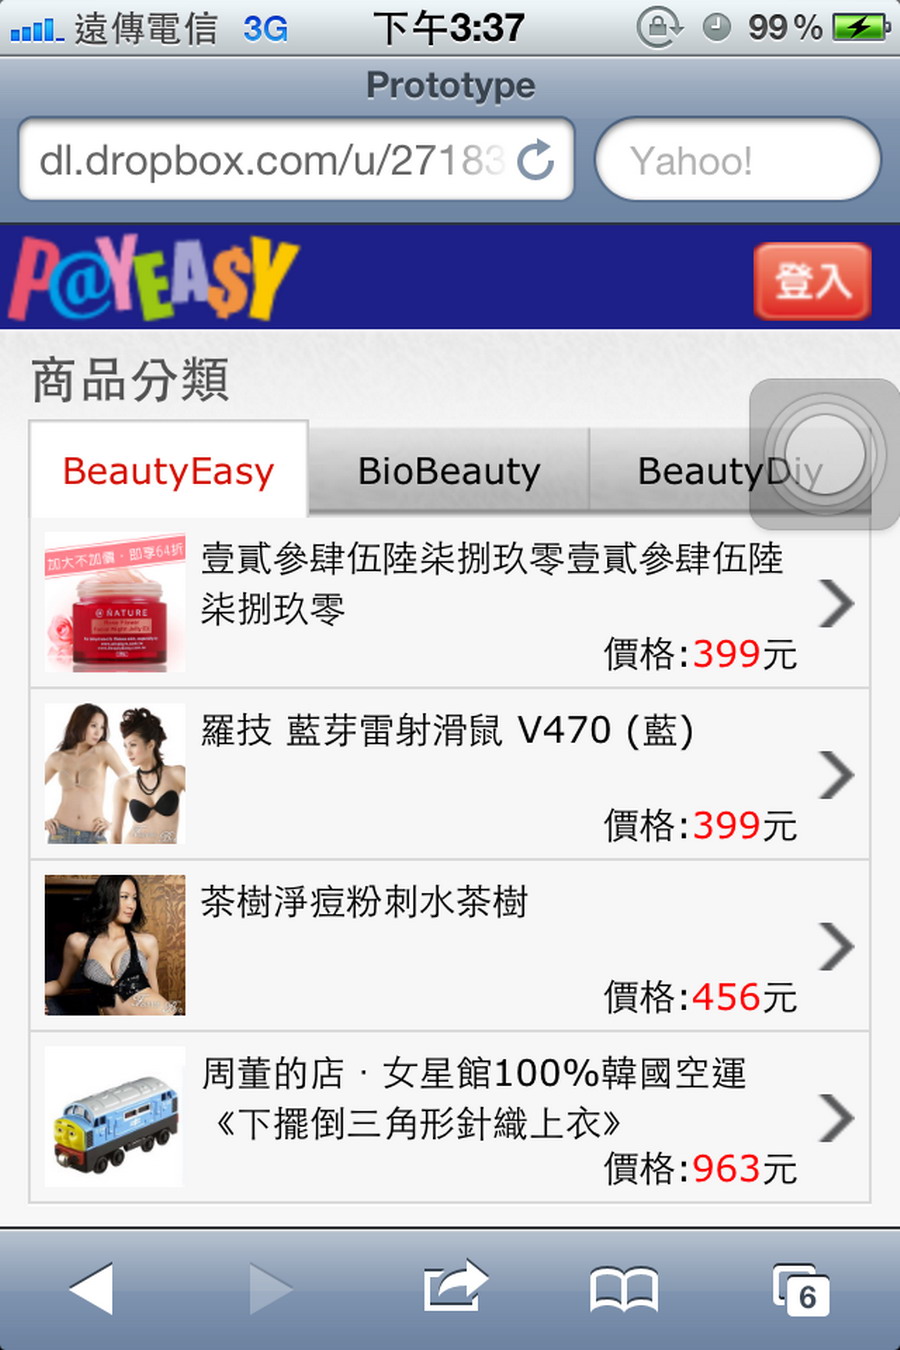 遠傳電信 3G 下午3:37 99%
Prototype
dl.dropbox.com/u/27183
Yahoo!
P@YEA$Y
登入
商品分類
BeautyEasy BioBeauty BeautyDiy
加大不加價·即享64折
NATURE
壹貳參肆伍陸柒捌玖零壹貳參肆伍陸
柒捌玖零
價格:399元
羅技 藍芽雷射滑鼠 V470 (藍)
價格:399元
茶樹淨痘粉刺水茶樹
價格:456元
周董的店‧女星館100%韓國空運
《下擺倒三角形針織上衣》
價格:963元
6